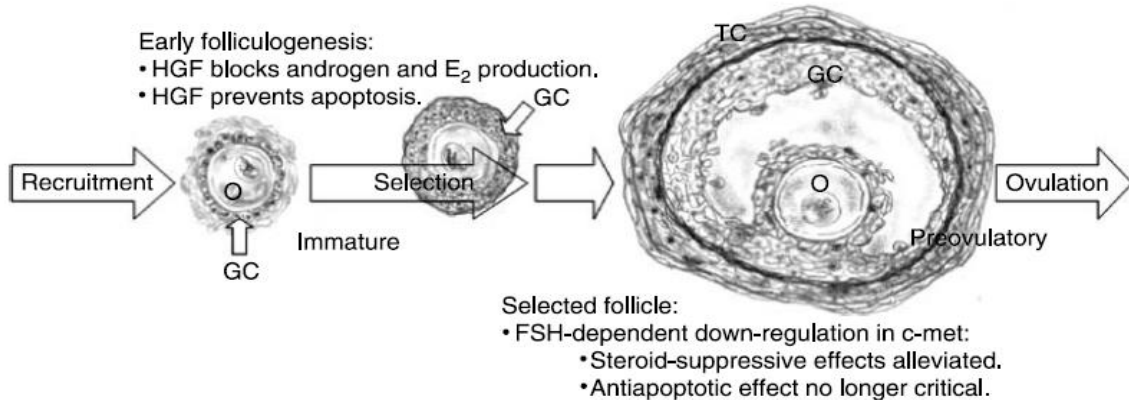 Early folliculogenesis:
• HGF blocks androgen and E₂ production.
• HGF prevents apoptosis.
GC
TC
GC
Recruitment
O
Selection
O
Ovulation
Immature
Preovulatory
GC
Selected follicle:
• FSH-dependent down-regulation in c-met:
• Steroid-suppressive effects alleviated.
• Antiapoptotic effect no longer critical.